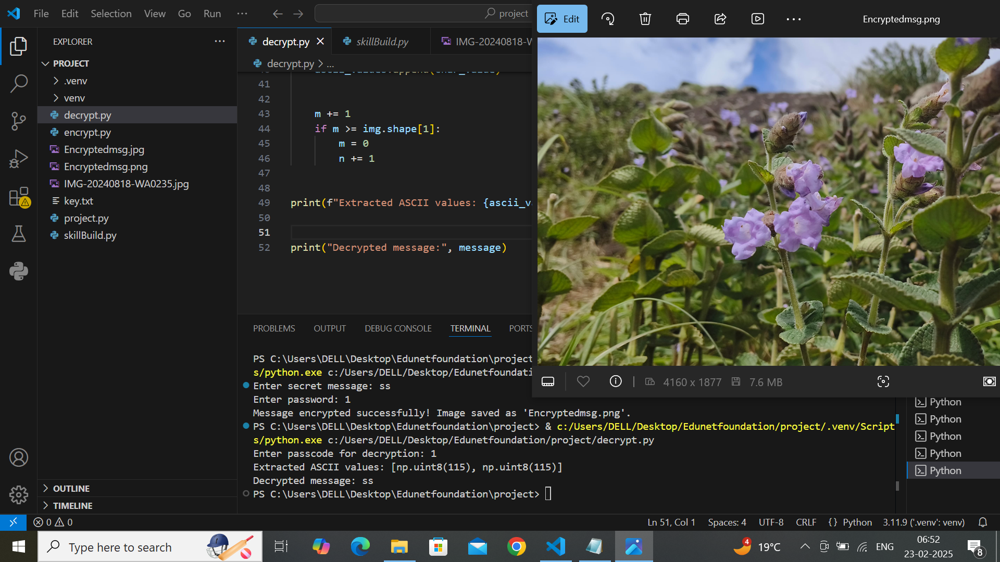 File Edit Selection View Go Run ...
project
EXPLORER
PROJECT
.venv
venv
decrypt.py
encrypt.py
Encryptedmsg.jpg
Encryptedmsg.png
IMG-20240818-WA0235.jpg
key.txt
project.py
skillBuild.py
OUTLINE
TIMELINE
decrypt.py
skillBuild.py
IMG-20240818-W
decrypt.py > ...
41
42
43 m += 1
44 if m >= img.shape[1]:
45 m = 0
46 n += 1
47
48
49 print(f"Extracted ASCII values: {ascii_va
50
51
52 print("Decrypted message:", message)
PROBLEMS OUTPUT DEBUG CONSOLE TERMINAL PORTS
PS C:\Users\DELL\Desktop\Edunetfoundation\project
s/python.exe c:/Users/DELL/Desktop/Edunetfoundati
Enter secret message: ss
Enter password: 1
Message encrypted successfully! Image saved as 'Encryptedmsg.png'.
PS C:\Users\DELL\Desktop\Edunetfoundation\project> & c:/Users/DELL/Desktop/Edunetfoundation/project/.venv/Script
s/python.exe c:/Users/DELL/Desktop/Edunetfoundation/project/decrypt.py
Enter passcode for decryption: 1
Extracted ASCII values: [np.uint8(115), np.uint8(115)]
Decrypted message: ss
PS C:\Users\DELL\Desktop\Edunetfoundation\project>
Edit
Encryptedmsg.png
4160 x 1877 7.6 MB
Python
Python
Python
Python
Python
0 0
Ln 51, Col 1 Spaces: 4 UTF-8 CRLF {} Python 3.11.9 ('.venv': venv)
Type here to search
4 19°C
ENG
06:52
23-02-2025
8